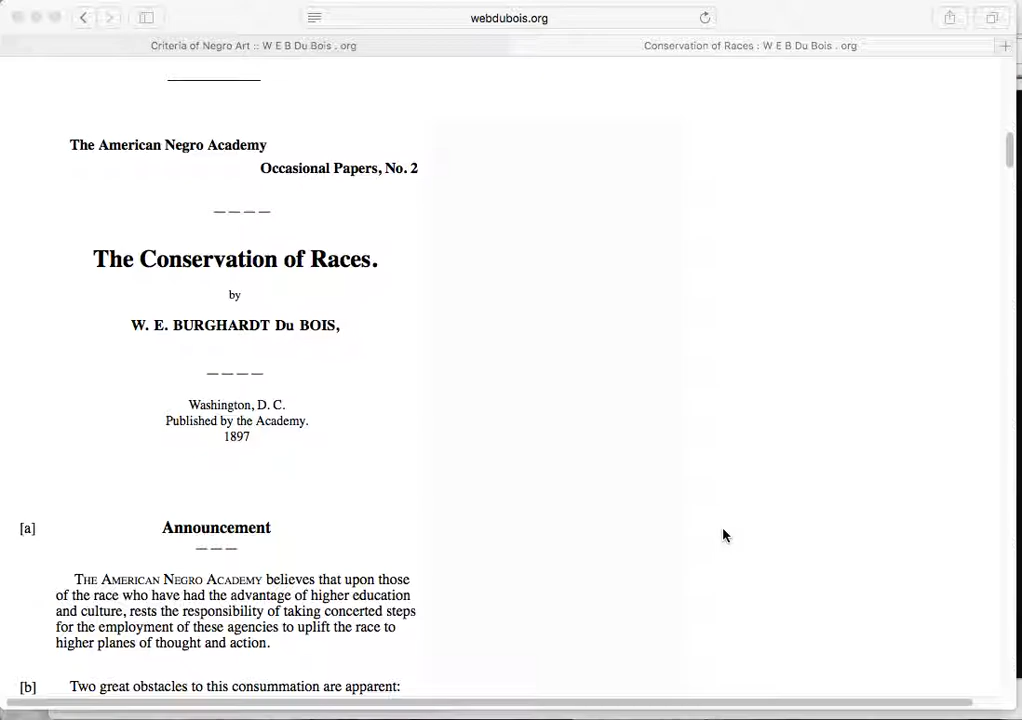 webdubois.org
Criteria of Negro Art :: W E B Du Bois . org
Conservation of Races : W E B Du Bois . org
The American Negro Academy
Occasional Papers, No. 2
— — — —
The Conservation of Races.
by
W. E. BURGHARDT Du BOIS,
— — — —
Washington, D. C.
Published by the Academy.
1897
[a] Announcement
— — —
THE AMERICAN NEGRO ACADEMY believes that upon those
of the race who have had the advantage of higher education
and culture, rests the responsibility of taking concerted steps
for the employment of these agencies to uplift the race to
higher planes of thought and action.
[b] Two great obstacles to this consummation are apparent: